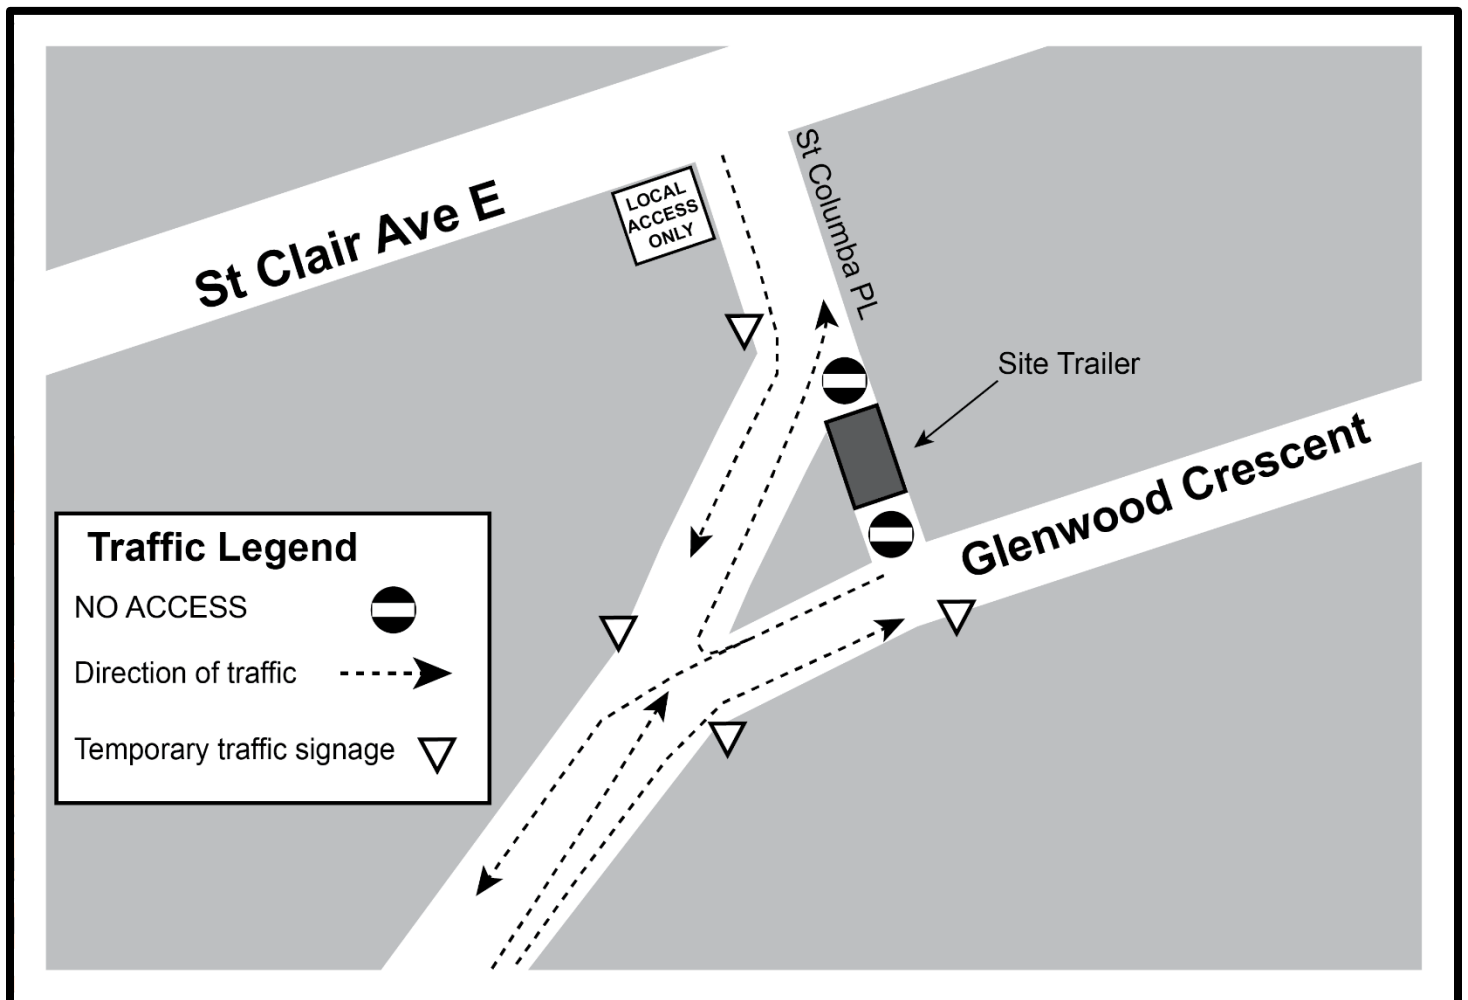 St Clair Ave E
LOCAL
ACCESS
ONLY
St Columba PL
Site Trailer
Glenwood Crescent
Traffic Legend
NO ACCESS
Direction of traffic
Temporary traffic signage